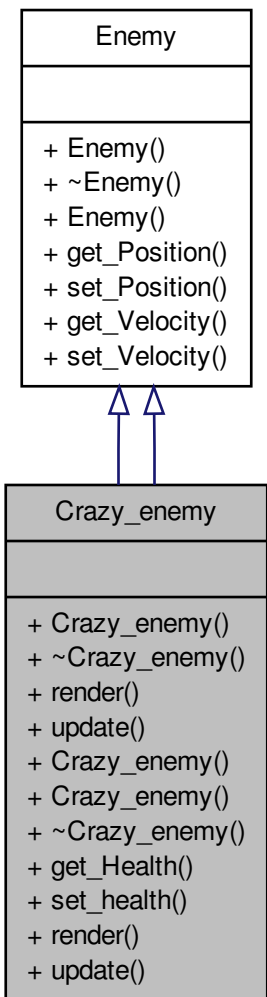 Enemy
+ Enemy()
+ ~Enemy()
+ Enemy()
+ get_Position()
+ set_Position()
+ get_Velocity()
+ set_Velocity()
Crazy_enemy
+ Crazy_enemy()
+ ~Crazy_enemy()
+ render()
+ update()
+ Crazy_enemy()
+ Crazy_enemy()
+ ~Crazy_enemy()
+ get_Health()
+ set_health()
+ render()
+ update()